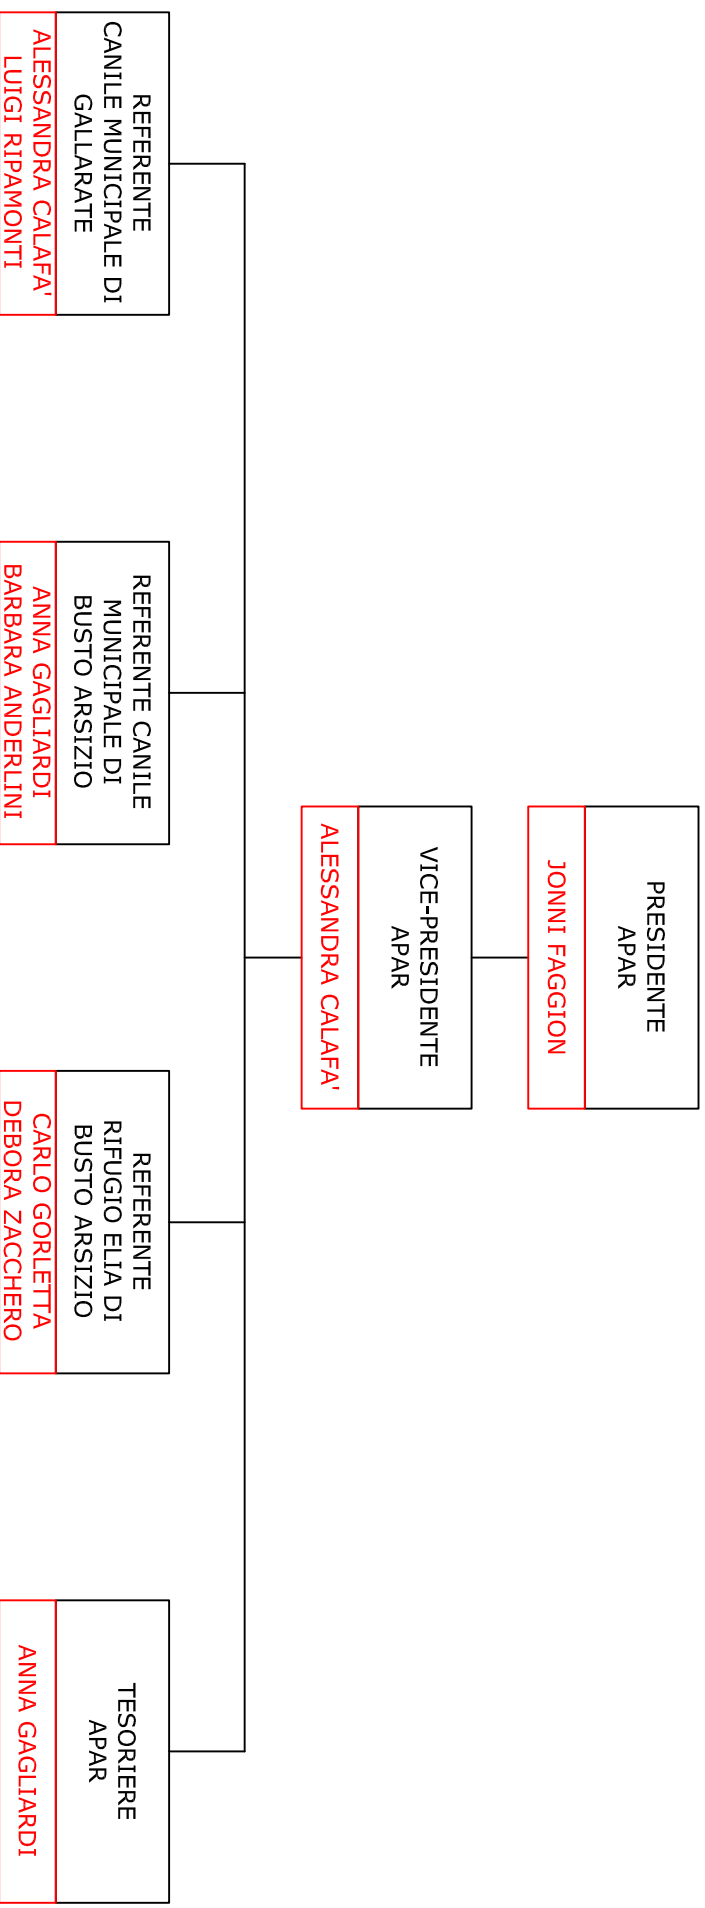 PRESIDENTE
APAR
JONNI FAGGION
VICE-PRESIDENTE
APAR
ALESSANDRA CALAFA'
REFERENTE
CANILE MUNICIPALE DI
GALLARATE
ALESSANDRA CALAFA'
LUIGI RIPAMONTI
REFERENTE CANILE
MUNICIPALE DI
BUSTO ARSIZIO
ANNA GAGLIARDI
BARBARA ANDERLINI
REFERENTE
RIFUGIO ELIA DI
BUSTO ARSIZIO
CARLO GORLETTA
DEBORA ZACCHERO
TESORIERE
APAR
ANNA GAGLIARDI